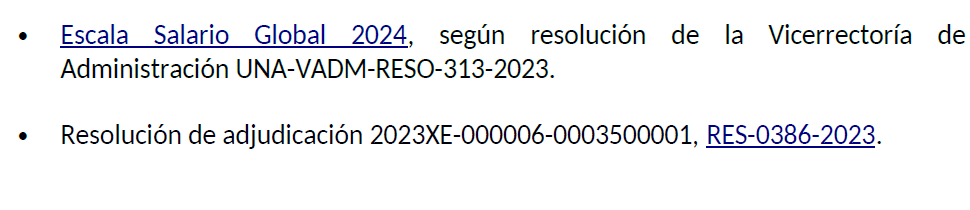 • Escala Salario Global 2024, según resolución de la Vicerrectoría de
Administración UNA-VADM-RESO-313-2023.
• Resolución de adjudicación 2023XE-000006-0003500001, RES-0386-2023.